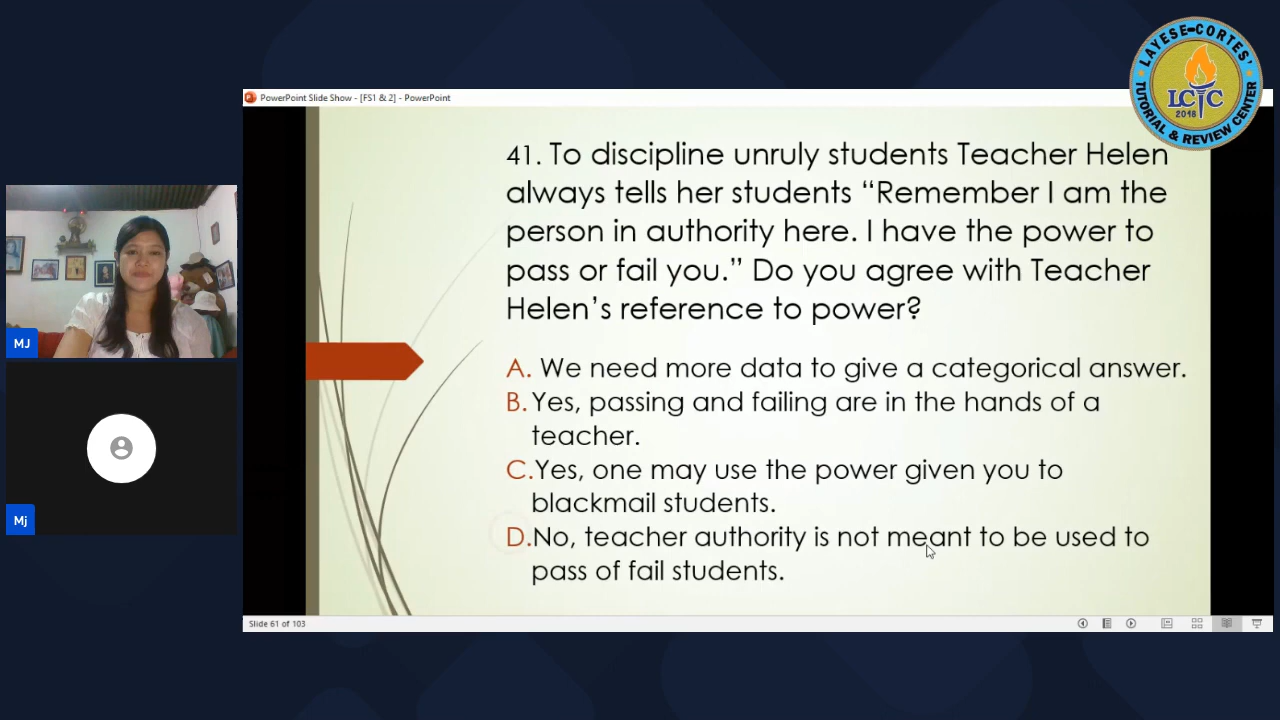 LAYESE-CORTES'
LCTC
2018
TUTORIAL & REVIEW CENTER
PowerPoint Slide Show - [FS1 & 2] - PowerPoint
41. To discipline unruly students Teacher Helen
always tells her students “Remember I am the
person in authority here. I have the power to
pass or fail you.” Do you agree with Teacher
Helen’s reference to power?
A. We need more data to give a categorical answer.
B. Yes, passing and failing are in the hands of a
teacher.
C.Yes, one may use the power given you to
blackmail students.
D.No, teacher authority is not meant to be used to
pass of fail students.
MJ
Mj
Slide 61 of 103